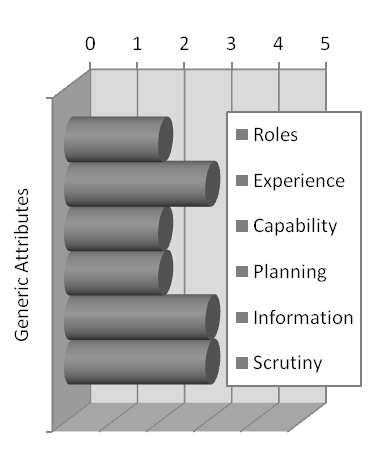 0 1 2 3 4 5
Roles
Experience
Capability
Planning
Information
Scrutiny
Generic Attributes